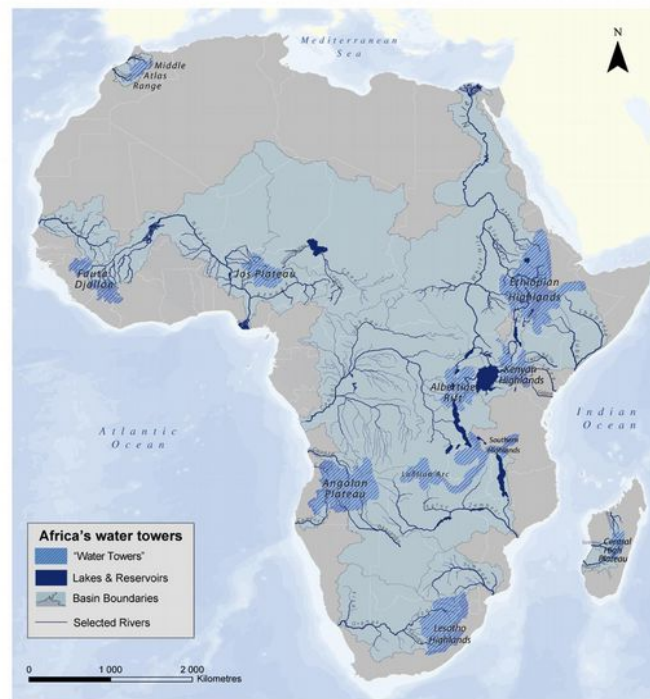 Mediterranean
Sea
N
Middle
Atlas
Range
Fouta
Djallon
Jos Plateau
Ethiopian
Highlands
Albertine
Rift
Kenyan
Highlands
Southern
Highlands
Lufilian Arc
Angolan
Plateau
Atlantic
Ocean
Indian
Ocean
Central
High
Plateau
Lesotho
Highlands
Africa's water towers
"Water Towers"
Lakes & Reservoirs
Basin Boundaries
Selected Rivers
0 1 000 2 000
Kilometres